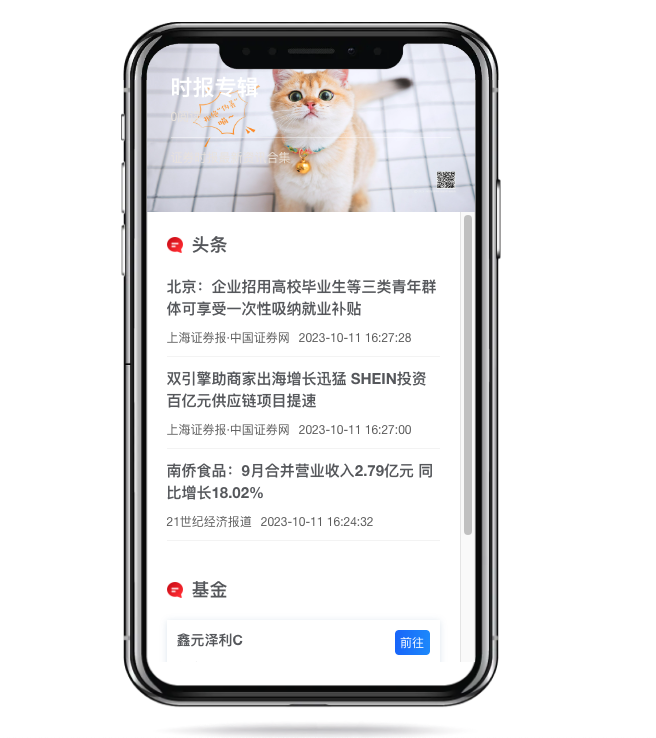 时报专辑
合集
头条
北京：企业招用高校毕业生等三类青年群
体可享受一次性吸纳就业补贴
上海证券报·中国证券网 2023-10-11 16:27:28
双引擎助商家出海增长迅猛 SHEIN投资
百亿元供应链项目提速
上海证券报·中国证券网 2023-10-11 16:27:00
南侨食品：9月合并营业收入2.79亿元 同
比增长18.02%
21世纪经济报道 2023-10-11 16:24:32
基金
鑫元泽利C
前往